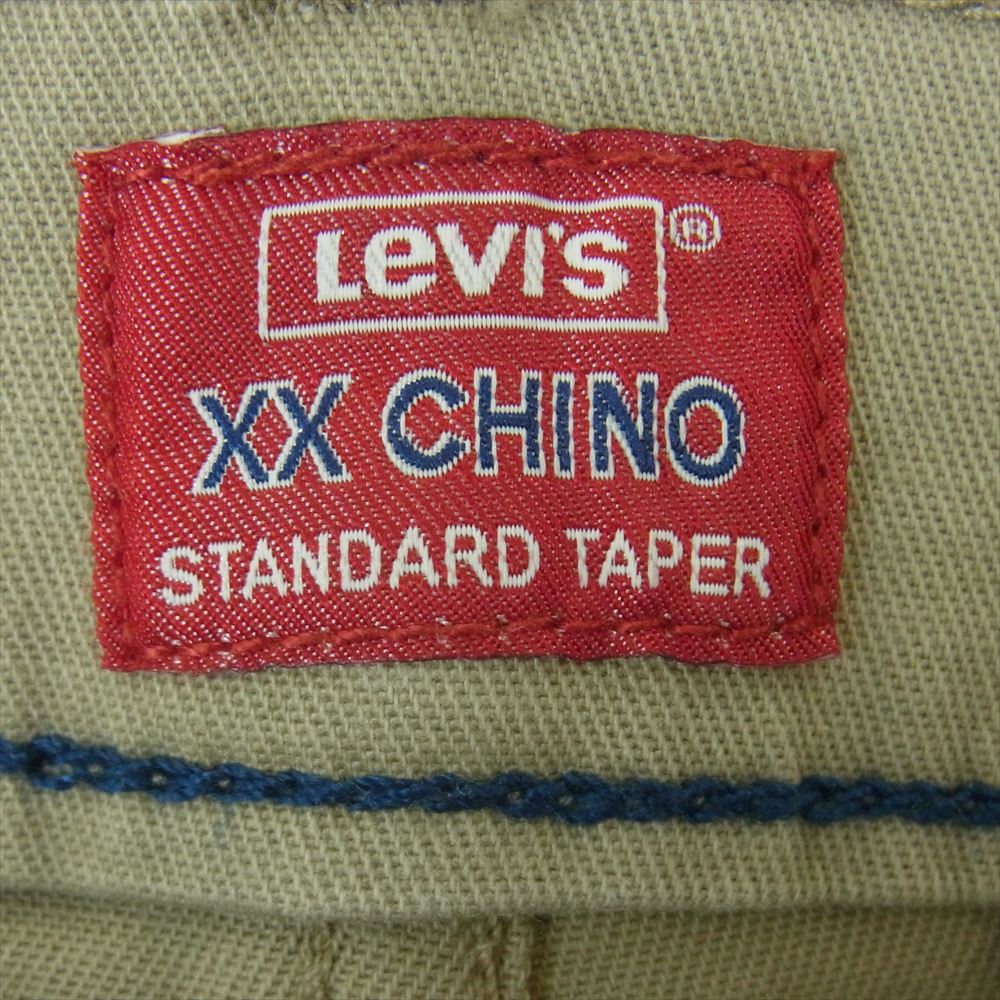 LEVI'S ®
XX CHINO
STANDARD TAPER